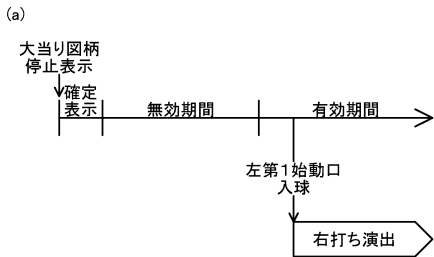 (a)
大当り図柄
停止表示
確定
表示
無効期間
有効期間
左第1始動口
入球
右打ち演出